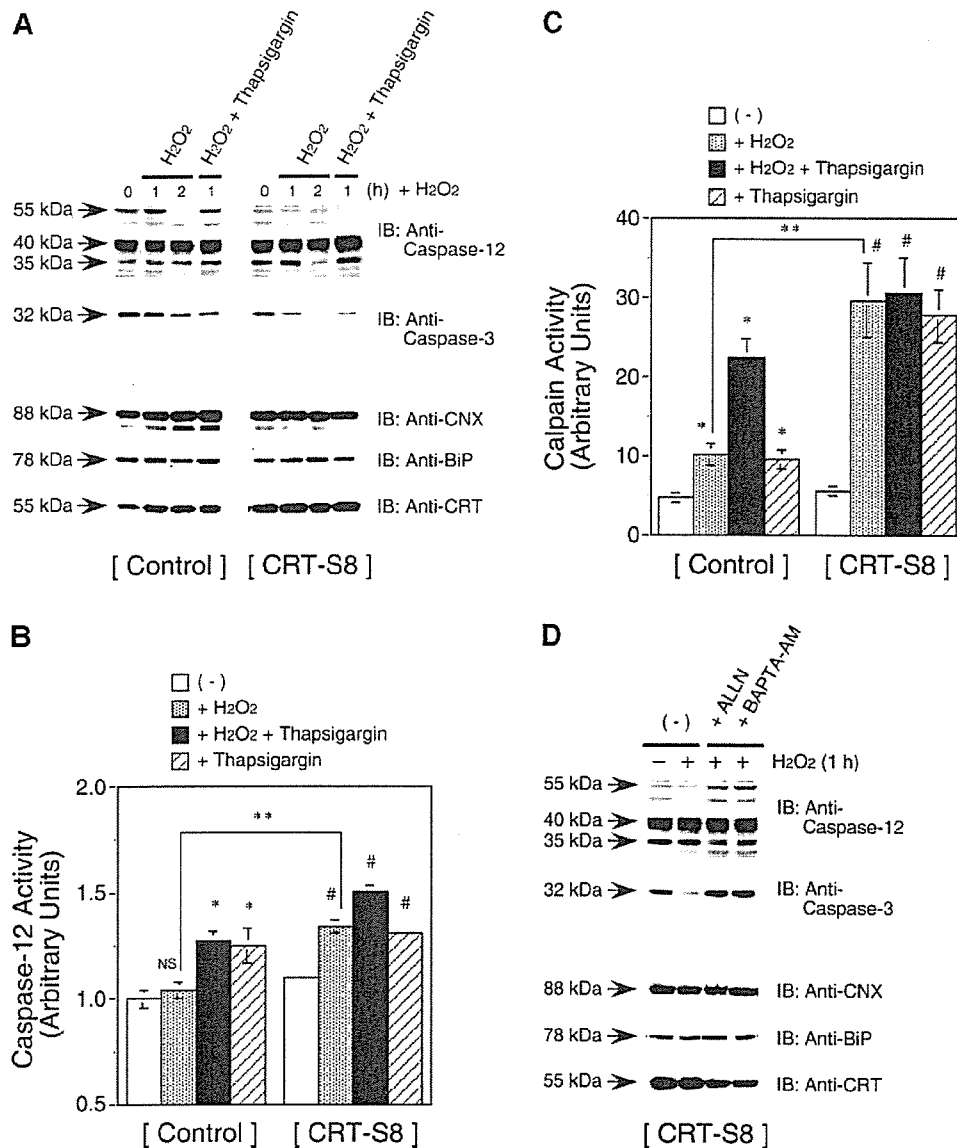 A
H2O2
H2O2 + Thapsigargin
H2O2
H2O2 + Thapsigargin
0 1 2 1 0 1 2 1 (h) + H2O2
55 kDa
40 kDa
35 kDa
IB: Anti-
Caspase-12
32 kDa
IB: Anti-
Caspase-3
88 kDa
IB: Anti-CNX
78 kDa
IB: Anti-BiP
55 kDa
IB: Anti-CRT
[ Control ] [ CRT-S8 ]
B
( - )
+ H2O2
+ H2O2 + Thapsigargin
+ Thapsigargin
Caspase-12 Activity
(Arbitrary Units)
2.0
1.5
1.0
0.5
NS * * ** # # #
[ Control ] [ CRT-S8 ]
C
( - )
+ H2O2
+ H2O2 + Thapsigargin
+ Thapsigargin
Calpain Activity
(Arbitrary Units)
40
30
20
10
0
* * * ** # # #
[ Control ] [ CRT-S8 ]
D
( - )
+ ALLN
+ BAPTA-AM
− + + + H2O2 (1 h)
55 kDa
40 kDa
35 kDa
IB: Anti-
Caspase-12
32 kDa
IB: Anti-
Caspase-3
88 kDa
IB: Anti-CNX
78 kDa
IB: Anti-BiP
55 kDa
IB: Anti-CRT
[ CRT-S8 ]